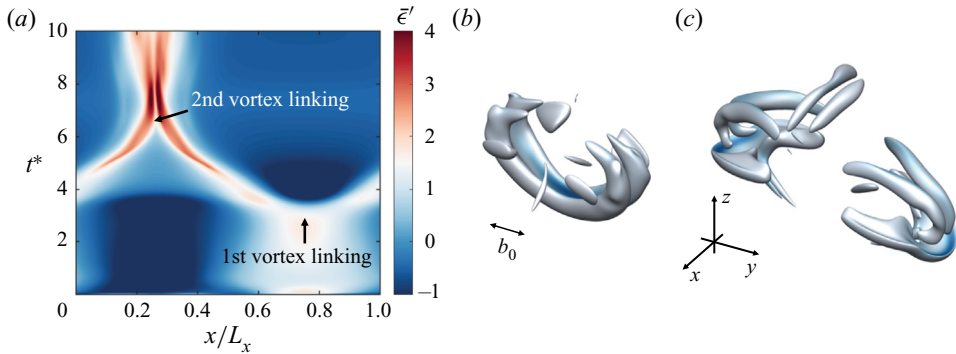 (a)
10
8
6
t*
4
2
0
0.2
0.4
0.6
0.8
1.0
x/Lₓ
2nd vortex linking
1st vortex linking
ϵ̄′
4
3
2
1
0
–1
(b)
b₀
(c)
z
x
y